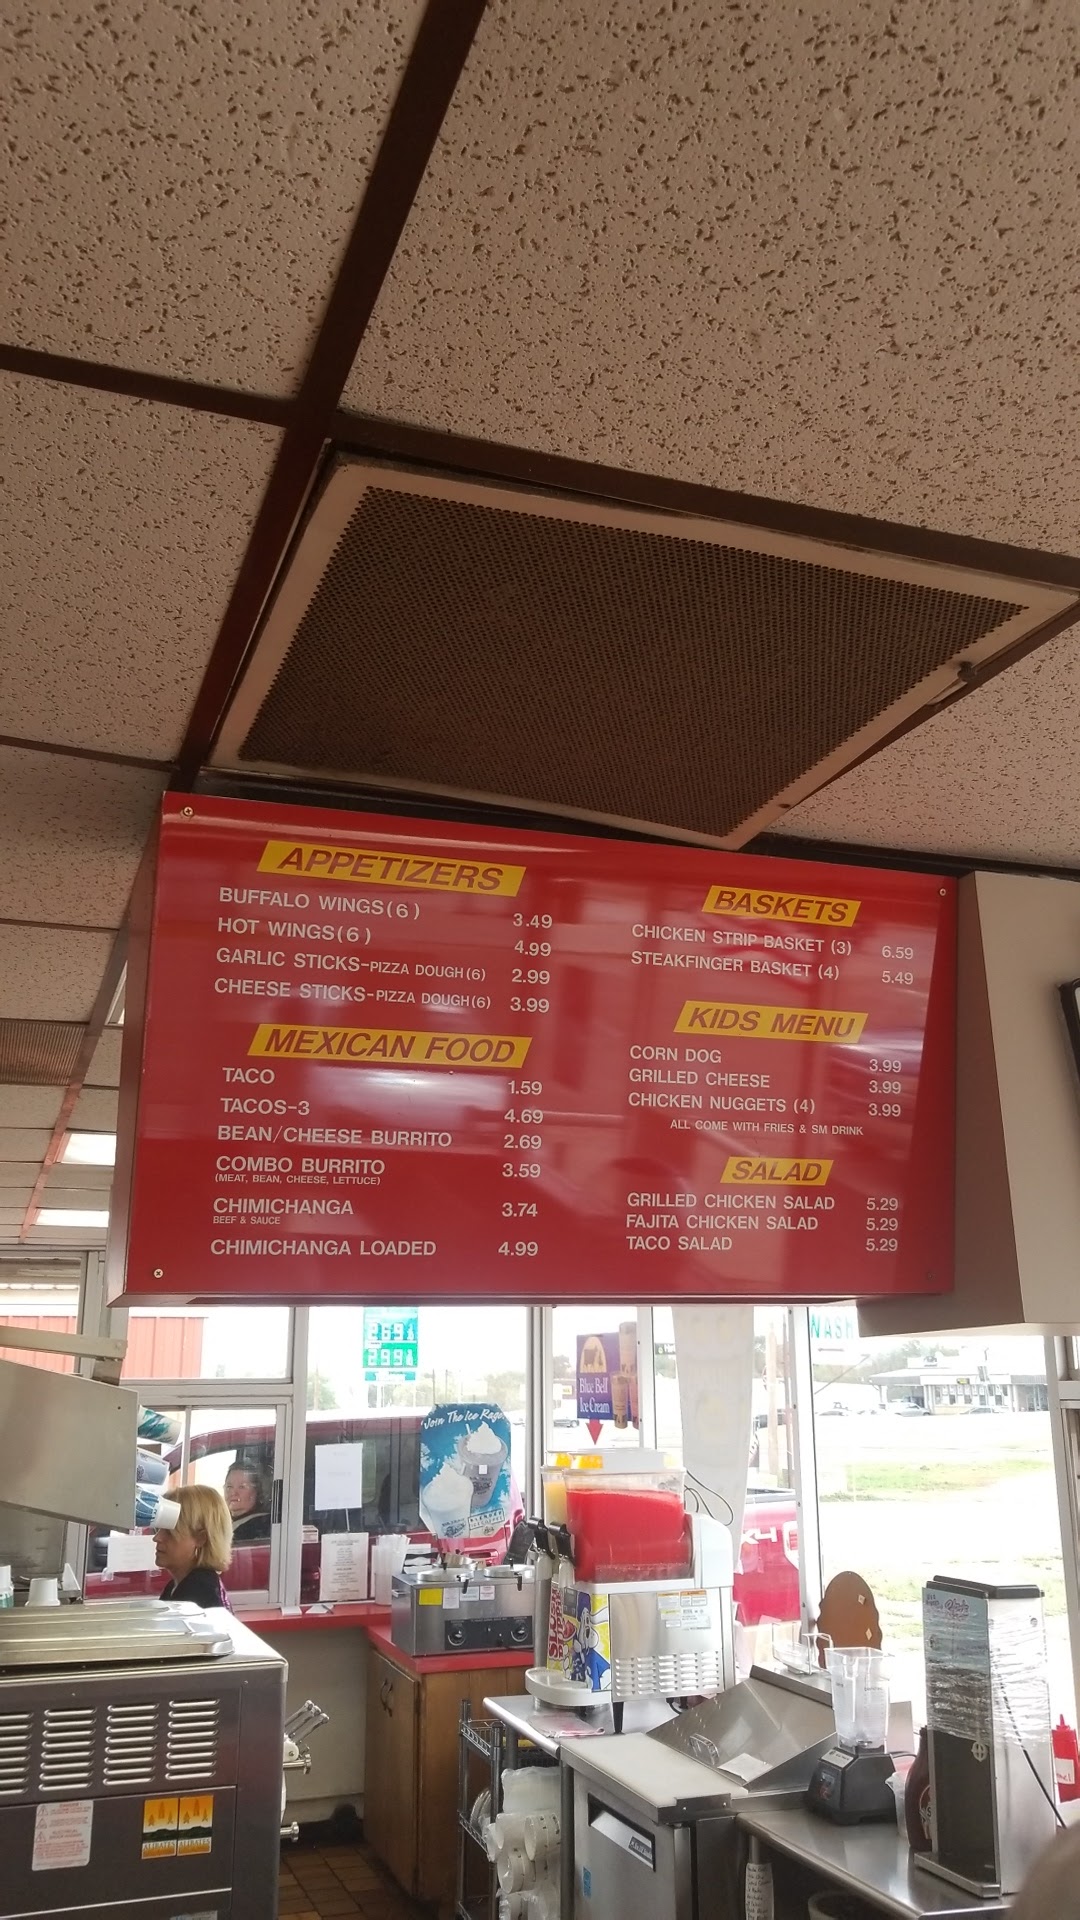 APPETIZERS
BUFFALO WINGS(6) 3.49
HOT WINGS(6) 4.99
GARLIC STICKS-PIZZA DOUGH(6) 2.99
CHEESE STICKS-PIZZA DOUGH(6) 3.99
MEXICAN FOOD
TACO 1.59
TACOS-3 4.69
BEAN/CHEESE BURRITO 2.69
COMBO BURRITO 3.59
(MEAT, BEAN, CHEESE, LETTUCE)
CHIMICHANGA 3.74
BEEF & SAUCE
CHIMICHANGA LOADED 4.99
BASKETS
CHICKEN STRIP BASKET (3) 6.59
STEAKFINGER BASKET (4) 5.49
KIDS MENU
CORN DOG 3.99
GRILLED CHEESE 3.99
CHICKEN NUGGETS (4) 3.99
ALL COME WITH FRIES & SM DRINK
SALAD
GRILLED CHICKEN SALAD 5.29
FAJITA CHICKEN SALAD 5.29
TACO SALAD 5.29
Blue Bell
Ice Cream
Join The Ice